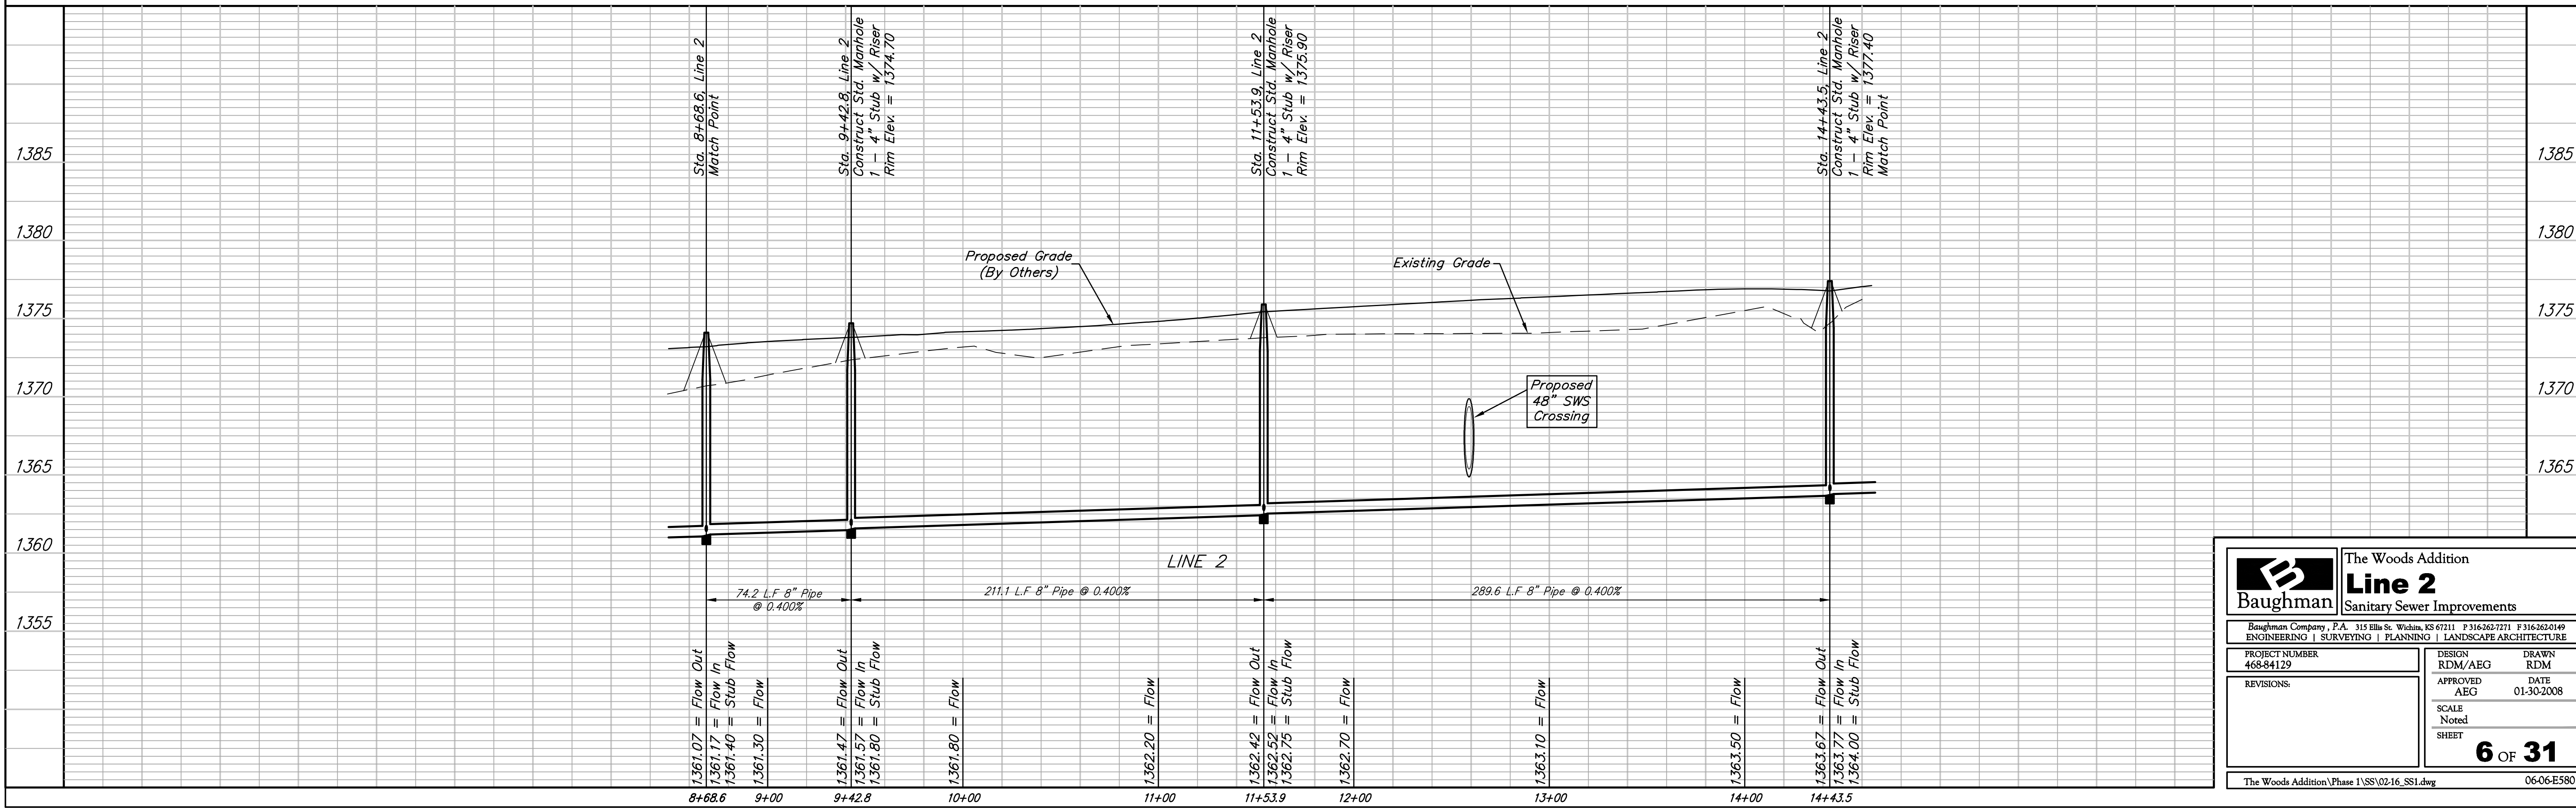 Sta. 8+68.6, Line 2
Match Point
Sta. 9+42.8, Line 2
Construct Std. Manhole
1 - 4" Stub w/ Riser
Rim Elev. = 1374.70
Sta. 11+53.9, Line 2
Construct Std. Manhole
1 - 4" Stub w/ Riser
Rim Elev. = 1375.90
Sta. 14+43.5, Line 2
Construct Std. Manhole
1 - 4" Stub w/ Riser
Rim Elev. = 1377.40
Match Point
1385
1385
1380
1380
Proposed Grade
(By Others)
Existing Grade
1375
1375
1370
1370
Proposed
48" SWS
Crossing
1365
1365
1360
LINE 2
74.2 L.F 8" Pipe
@ 0.400%
211.1 L.F 8" Pipe @ 0.400%
289.6 L.F 8" Pipe @ 0.400%
1355
1361.07 = Flow Out
1361.17 = Flow In
1361.40 = Stub Flow
1361.30 = Flow
1361.47 = Flow Out
1361.57 = Flow In
1361.80 = Stub Flow
1361.80 = Flow
1362.20 = Flow
1362.42 = Flow Out
1362.52 = Flow In
1362.75 = Stub Flow
1362.70 = Flow
1363.10 = Flow
1363.50 = Flow
1363.67 = Flow Out
1363.77 = Flow In
1364.00 = Stub Flow
8+68.6 9+00 9+42.8 10+00 11+00 11+53.9 12+00 13+00 14+00 14+43.5
Baughman
The Woods Addition
Line 2
Sanitary Sewer Improvements
Baughman Company, P.A. 315 Ellis St. Wichita, KS 67211 P 316-262-7271 F 316-262-0149
ENGINEERING | SURVEYING | PLANNING | LANDSCAPE ARCHITECTURE
PROJECT NUMBER
468-84129
REVISIONS:
DESIGN DRAWN
RDM/AEG RDM
APPROVED DATE
AEG 01-30-2008
SCALE
Noted
SHEET
6 OF 31
The Woods Addition\Phase 1\SS\02-16_SS1.dwg 06-06-E580